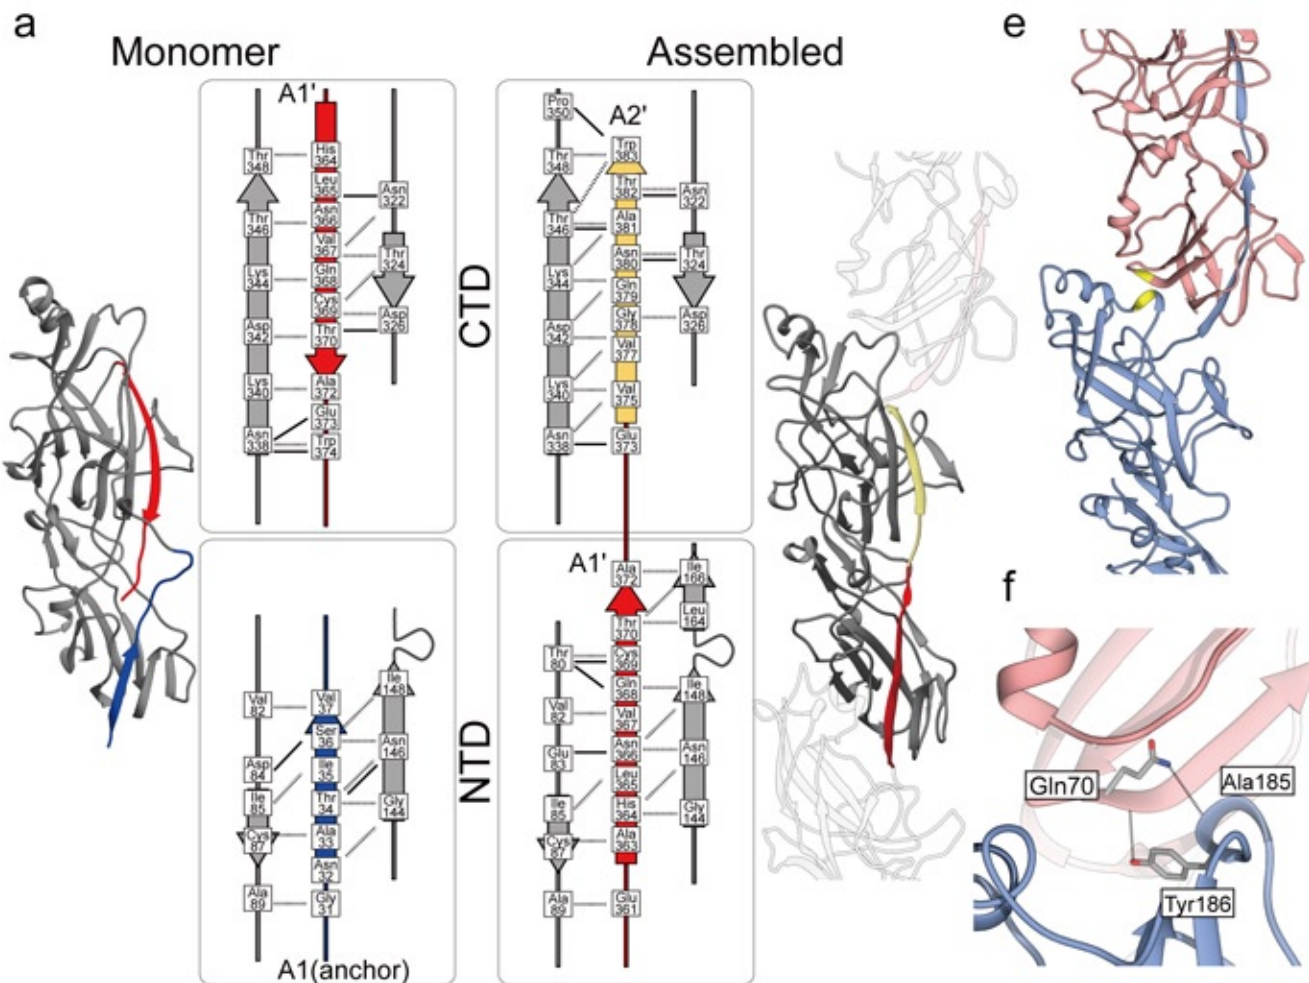 a
Monomer
Assembled
e
A1'
Thr
348
Thr
346
Lys
344
Asp
342
Lys
340
Asn
338
His
364
Leu
365
Asn
366
Val
367
Gln
368
Cys
369
Thr
370
Ala
372
Glu
373
Trp
374
Asn
322
Thr
324
Asp
326
CTD
Pro
350
A2'
Thr
348
Thr
346
Lys
344
Asp
342
Lys
340
Asn
338
Trp
383
Thr
382
Ala
381
Asn
380
Gln
379
Gly
378
Val
377
Val
375
Glu
373
Asn
322
Thr
324
Asp
326
Val
82
Asp
84
Ile
85
Cys
87
Ala
89
Val
37
Ser
36
Ile
35
Thr
34
Ala
33
Asn
32
Gly
31
Ile
148
Asn
146
Gly
144
A1(anchor)
NTD
A1'
Thr
80
Val
82
Glu
83
Ile
85
Cys
87
Ala
89
Ala
372
Thr
370
Cys
369
Gln
368
Val
367
Asn
366
Leu
365
His
364
Ala
363
Glu
361
Ile
166
Leu
164
Ile
148
Asn
146
Gly
144
f
Gln70
Ala185
Tyr186